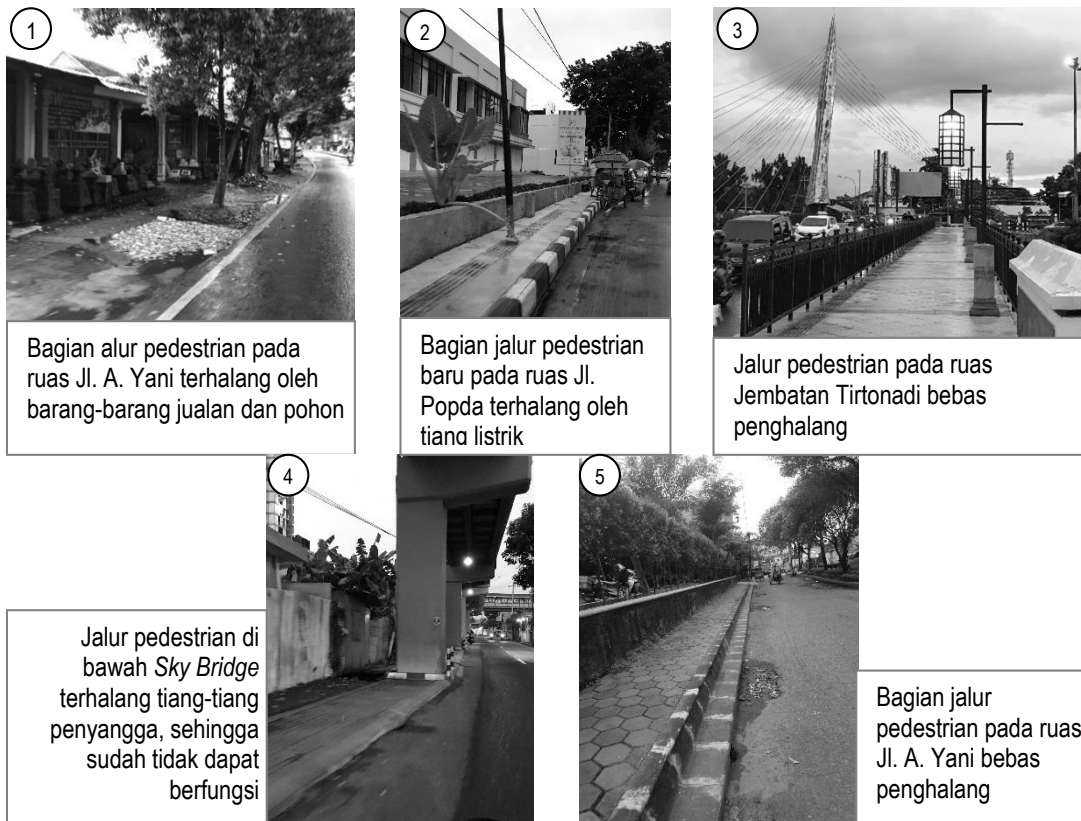 1
Bagian alur pedestrian pada
ruas Jl. A. Yani terhalang oleh
barang-barang jualan dan pohon
2
Bagian jalur pedestrian
baru pada ruas Jl.
Popda terhalang oleh
tiang listrik
3
Jalur pedestrian pada ruas
Jembatan Tirtonadi bebas
penghalang
4
Jalur pedestrian di
bawah Sky Bridge
terhalang tiang-tiang
penyangga, sehingga
sudah tidak dapat
berfungsi
5
Bagian jalur
pedestrian pada ruas
Jl. A. Yani bebas
penghalang